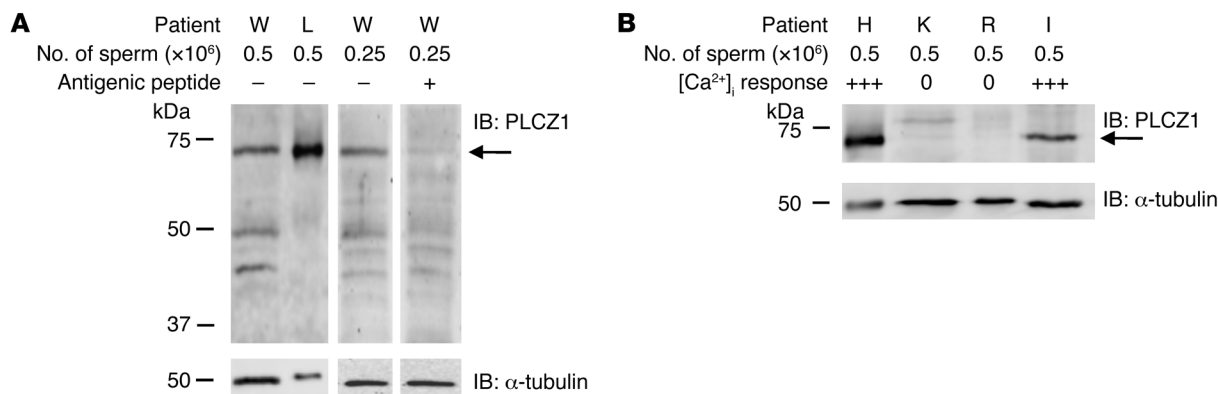 A
Patient W L W W
No. of sperm (×10⁶) 0.5 0.5 0.25 0.25
Antigenic peptide – – – +
kDa
IB: PLCZ1
75
50
37
50
IB: α-tubulin
B
Patient H K R I
No. of sperm (×10⁶) 0.5 0.5 0.5 0.5
[Ca²⁺]ᵢ response +++ 0 0 +++
kDa
IB: PLCZ1
75
50
IB: α-tubulin